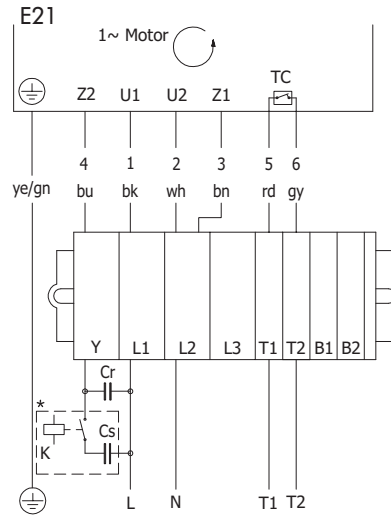 E21
1~ Motor
TC
Z2 U1 U2 Z1
4 1 2 3 5 6
ye/gn bu bk wh bn rd gy
Y L1 L2 L3 T1 T2 B1 B2
Cr
*
K Cs
L N T1 T2